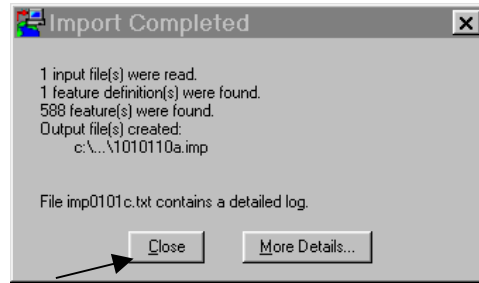 Import Completed
1 input file(s) were read.
1 feature definition(s) were found.
588 feature(s) were found.
Output file(s) created:
c:\...\1010110a.imp
File imp0101c.txt contains a detailed log.
Close More Details...